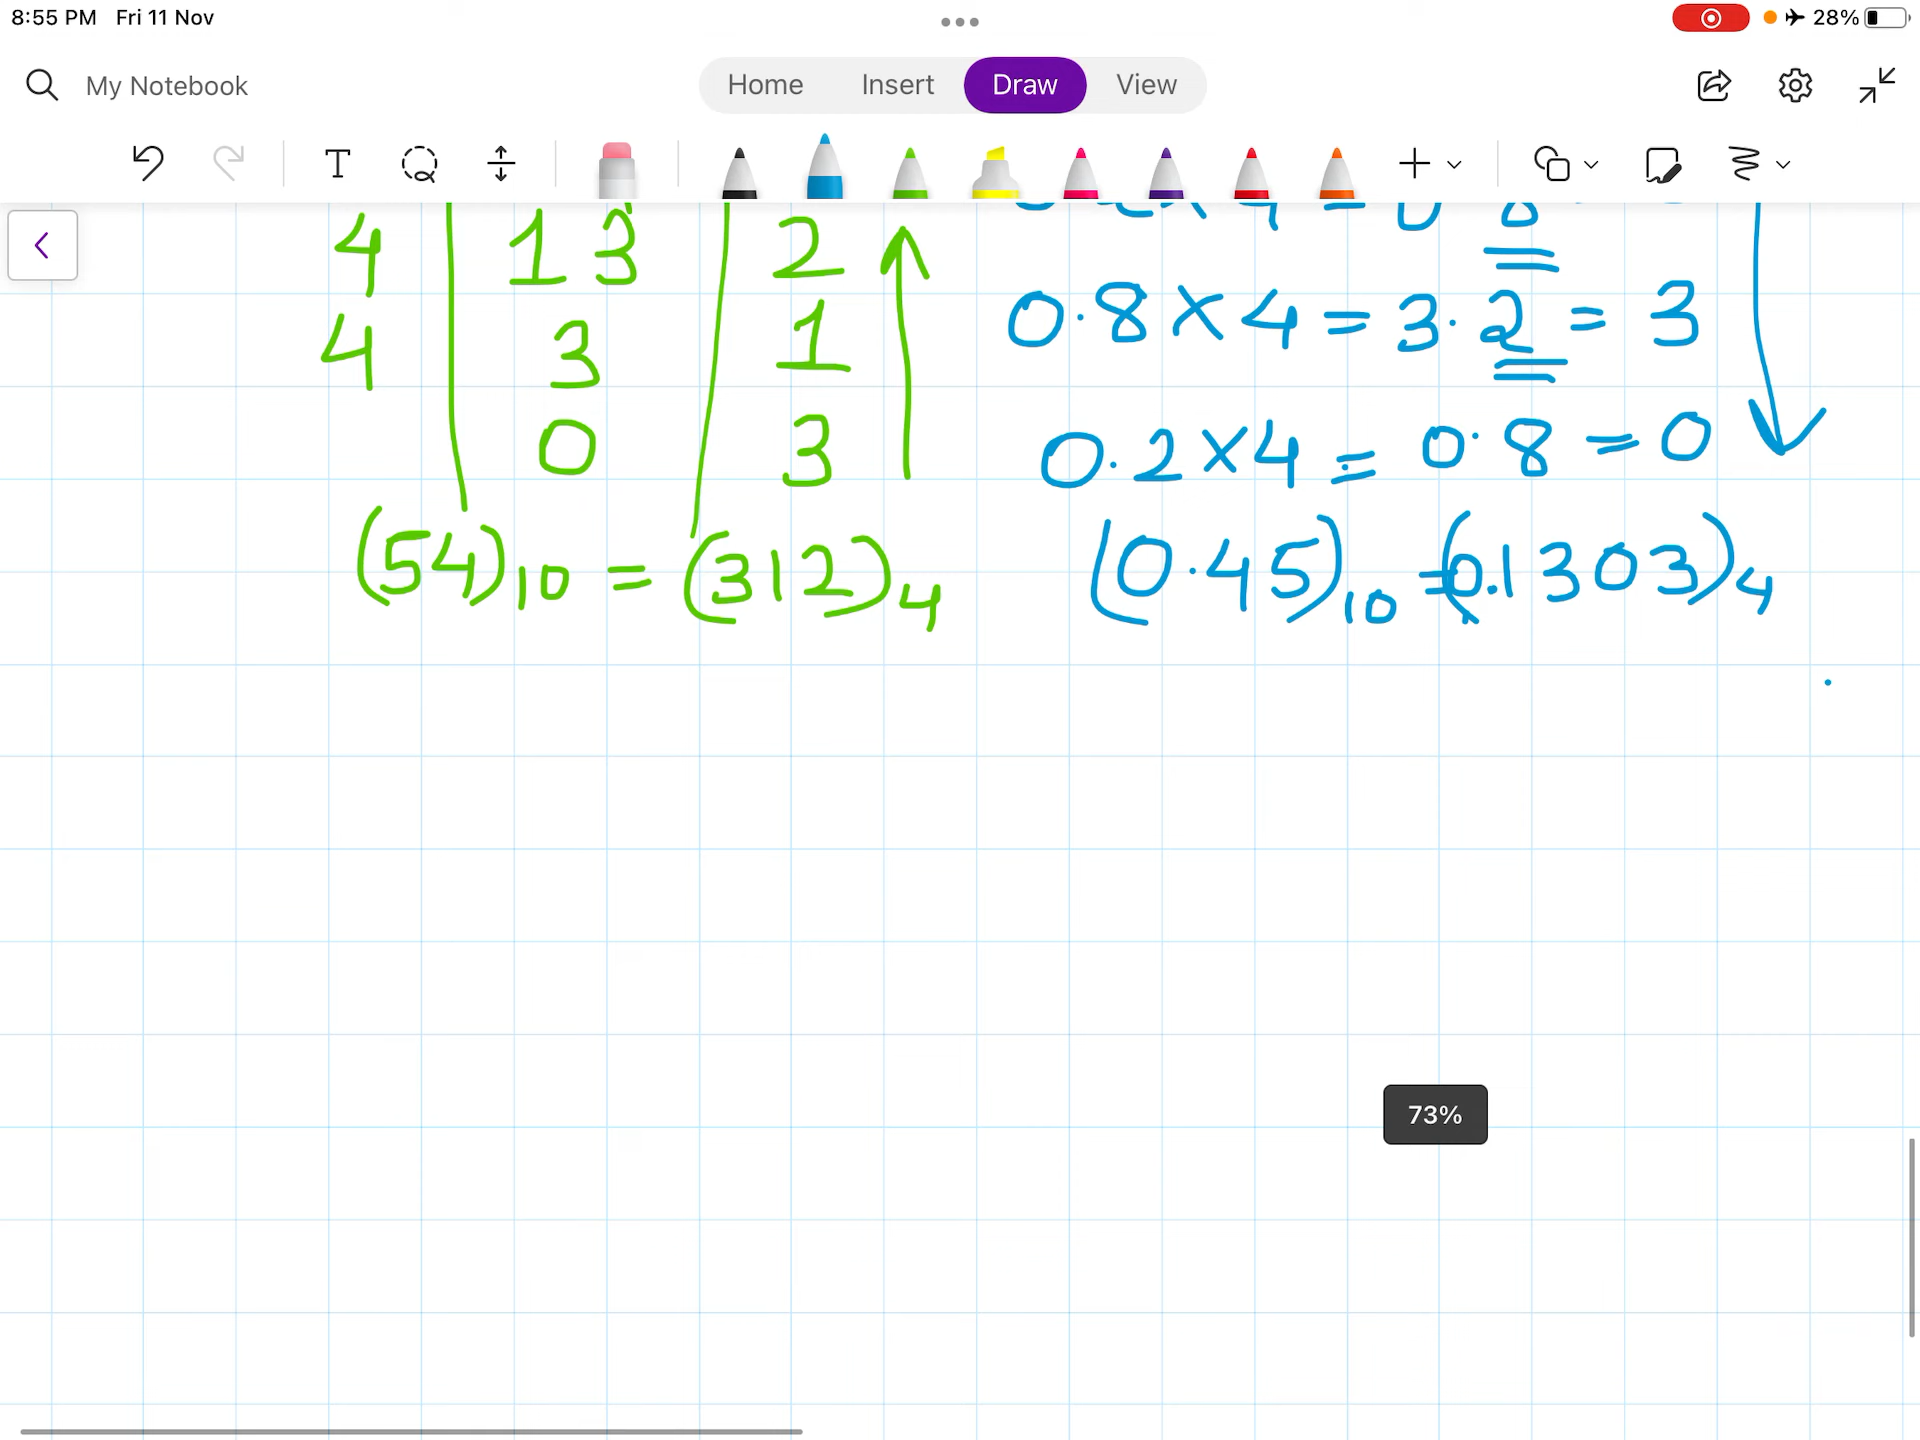 8:55 PM Fri 11 Nov
28%
My Notebook
Home Insert Draw View
T
4 13 2
4 3 1
0 3
(54)10 = (312)4
0.8 × 4 = 3.2 = 3
0.2 × 4 = 0.8 = 0
(0.45)10 = (0.1303)4
73%